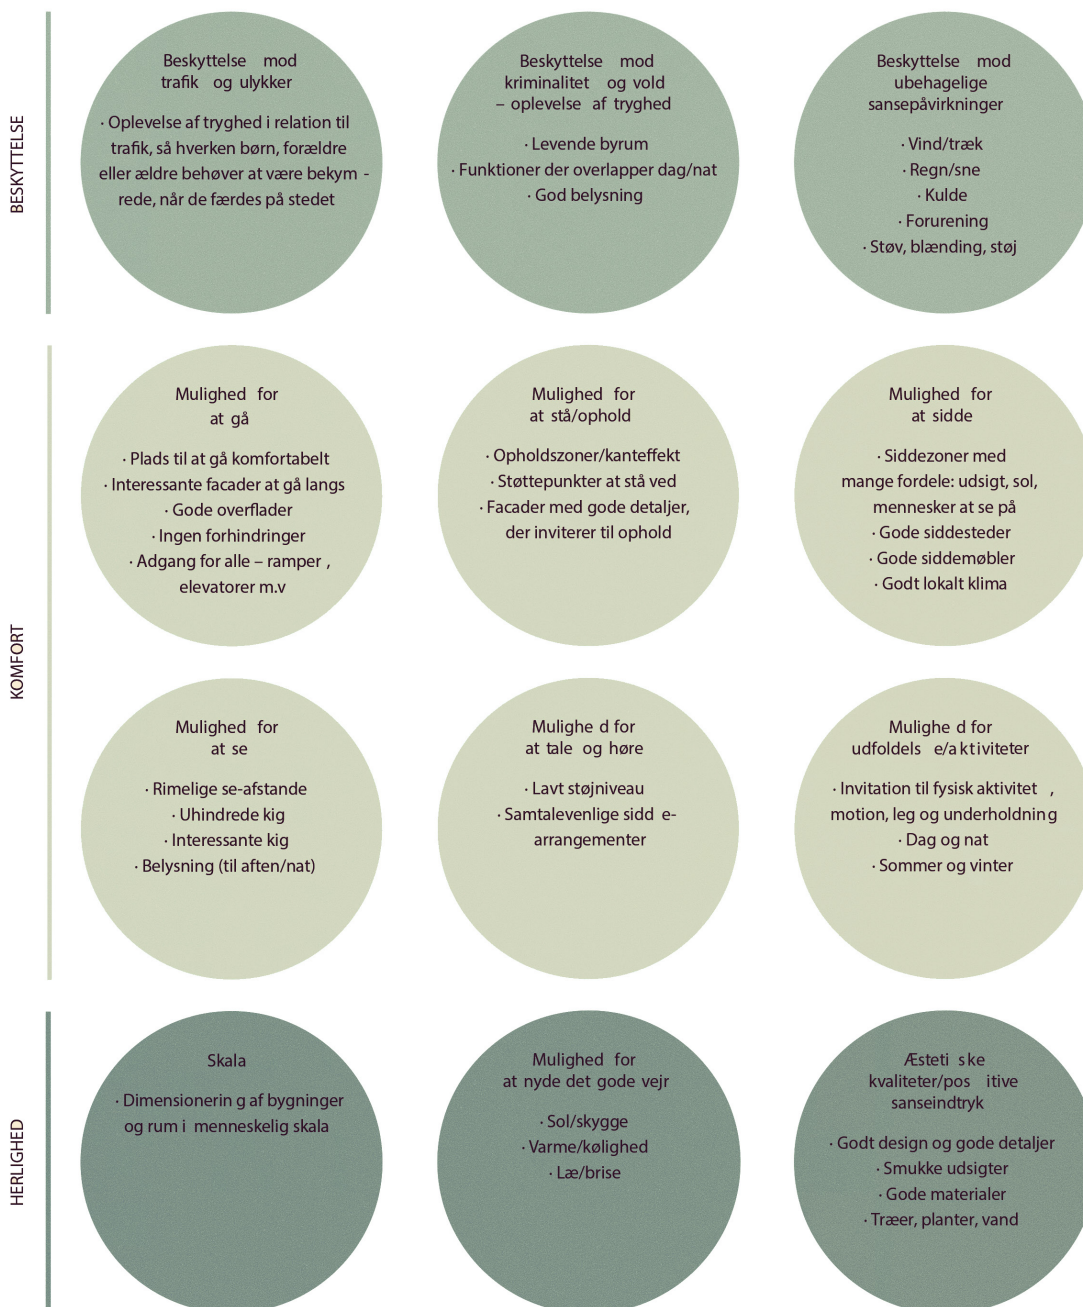 BESKYTTELSE
Beskyttelse mod
trafik og ulykker
· Oplevelse af tryghed i relation til
trafik, så hverken børn, forældre
eller ældre behøver at være bekym -
rede, når de færdes på stedet
Beskyttelse mod
kriminalitet og vold
– oplevelse af tryghed
· Levende byrum
· Funktioner der overlapper dag/nat
· God belysning
Beskyttelse mod
ubehagelige
sansepåvirkninger
· Vind/træk
· Regn/sne
· Kulde
· Forurening
· Støv, blænding, støj
KOMFORT
Mulighed for
at gå
· Plads til at gå komfortabelt
· Interessante facader at gå langs
· Gode overflader
· Ingen forhindringer
· Adgang for alle – ramper ,
elevatorer m.v
Mulighed for
at stå/ophold
· Opholdszoner/kanteffekt
· Støttepunkter at stå ved
· Facader med gode detaljer,
der inviterer til ophold
Mulighed for
at sidde
· Siddezoner med
mange fordele: udsigt, sol,
mennesker at se på
· Gode siddesteder
· Gode siddemøbler
· Godt lokalt klima
Mulighed for
at se
· Rimelige se-afstande
· Uhindrede kig
· Interessante kig
· Belysning (til aften/nat)
Mulighe d for
at tale og høre
· Lavt støjniveau
· Samtalevenlige sidd e-
arrangementer
Mulighe d for
udfoldels e/a k t i v i t e t e r
· Invitation til fysisk aktivitet ,
motion, leg og underholdnin g
· Dag og nat
· Sommer og vinter
HERLIGHED
Skala
· Dimensionerin g af bygninger
og rum i menneskelig skala
Mulighed for
at nyde det gode vejr
· Sol/skygge
· Varme/kølighed
· Læ/brise
Æsteti s k e
kvaliteter/pos itive
sanseindtryk
· Godt design og gode detaljer
· Smukke udsigter
· Gode materialer
· Træer, planter, vand